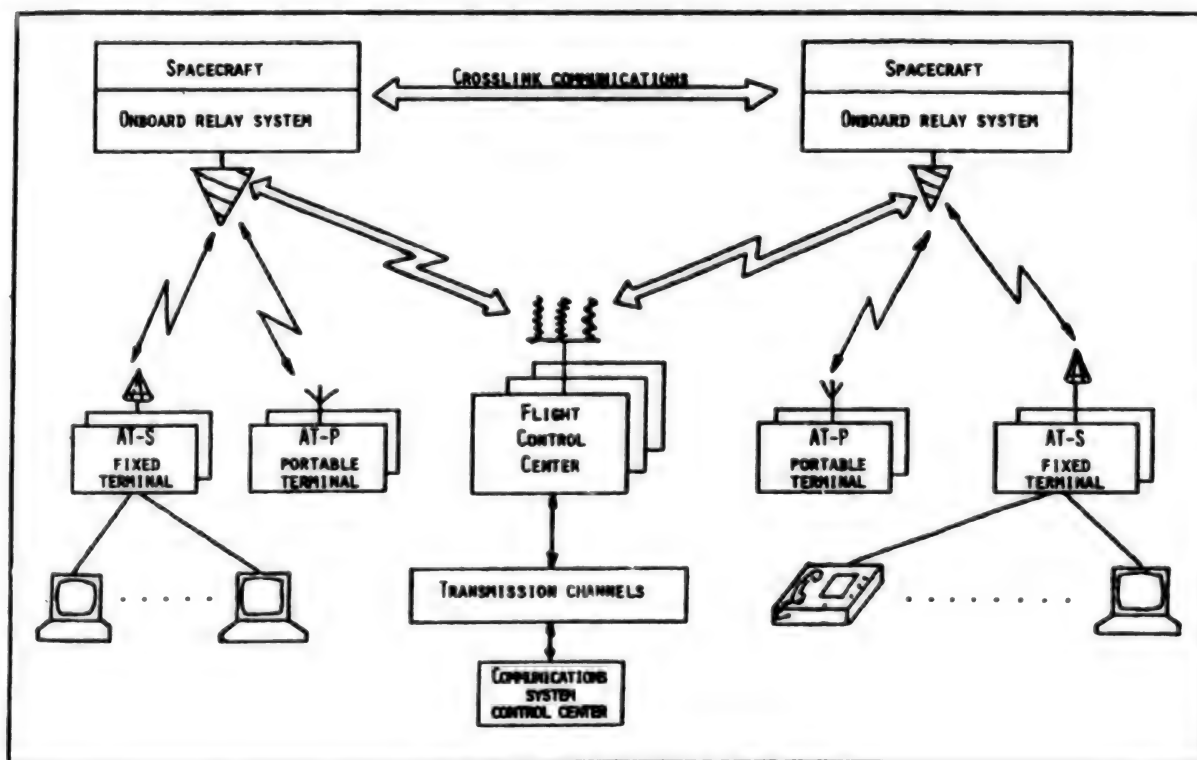 SPACECRAFT
ONBOARD RELAY SYSTEM
CROSSLINK COMMUNICATIONS
SPACECRAFT
ONBOARD RELAY SYSTEM
AT-S
FIXED
TERMINAL
AT-P
PORTABLE
TERMINAL
FLIGHT
CONTROL
CENTER
AT-P
PORTABLE
TERMINAL
AT-S
FIXED
TERMINAL
TRANSMISSION CHANNELS
COMMUNICATIONS
SYSTEM
CONTROL CENTER